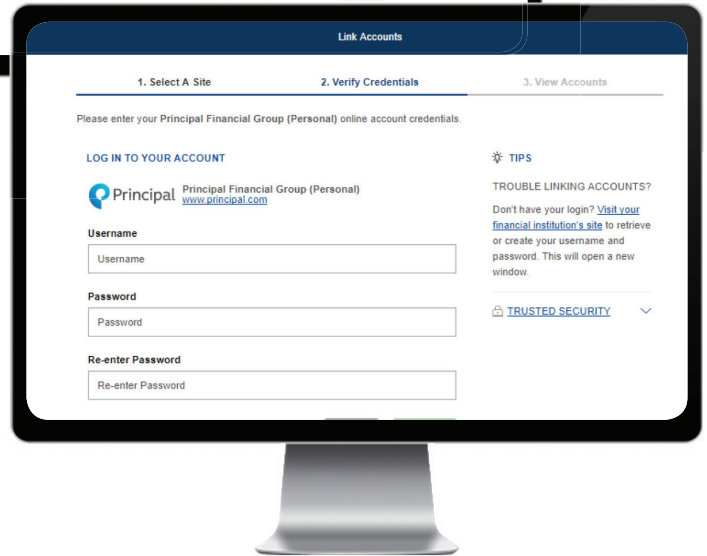 Link Accounts
1. Select A Site
2. Verify Credentials
3. View Accounts
Please enter your Principal Financial Group (Personal) online account credentials.
LOG IN TO YOUR ACCOUNT
Principal
Principal Financial Group (Personal)
www.principal.com
Username
Username
Password
Password
Re-enter Password
Re-enter Password
TIPS
TROUBLE LINKING ACCOUNTS?
Don't have your login? Visit your
financial institution's site to retrieve
or create your username and
password. This will open a new
window.
TRUSTED SECURITY